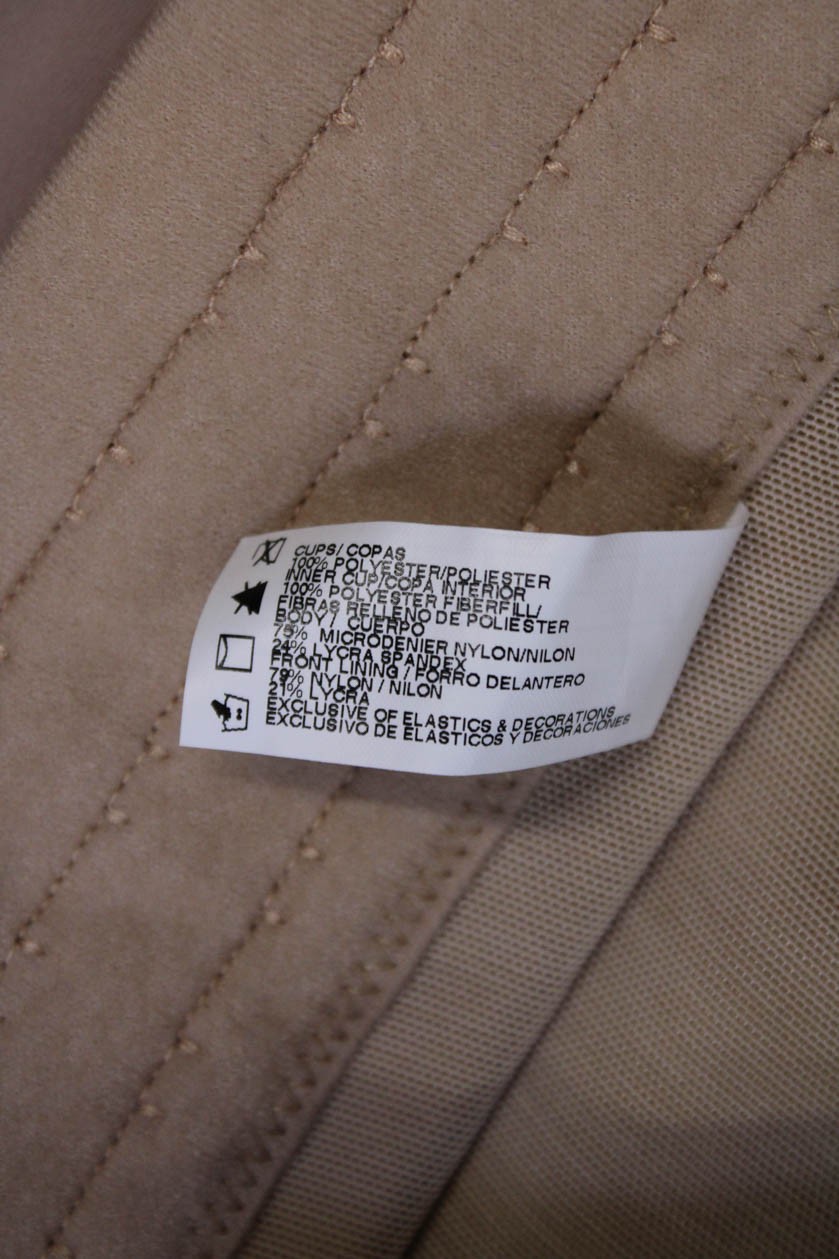 CUPS/ COPAS
100% POLYESTER/POLIESTER
INNER CUP/COPA INTERIOR
100% POLYESTER FIBERFILL/
FIBRAS RELLENO DE POLIESTER
BODY / CUERPO
75% MICRODENIER NYLON/NILON
24% LYCRA SPANDEX
FRONT LINING / FORRO DELANTERO
79% NYLON / NILON
21% LYCRA
EXCLUSIVE OF ELASTICS & DECORATIONS
EXCLUSIVO DE ELASTICOS Y DECORACIONES